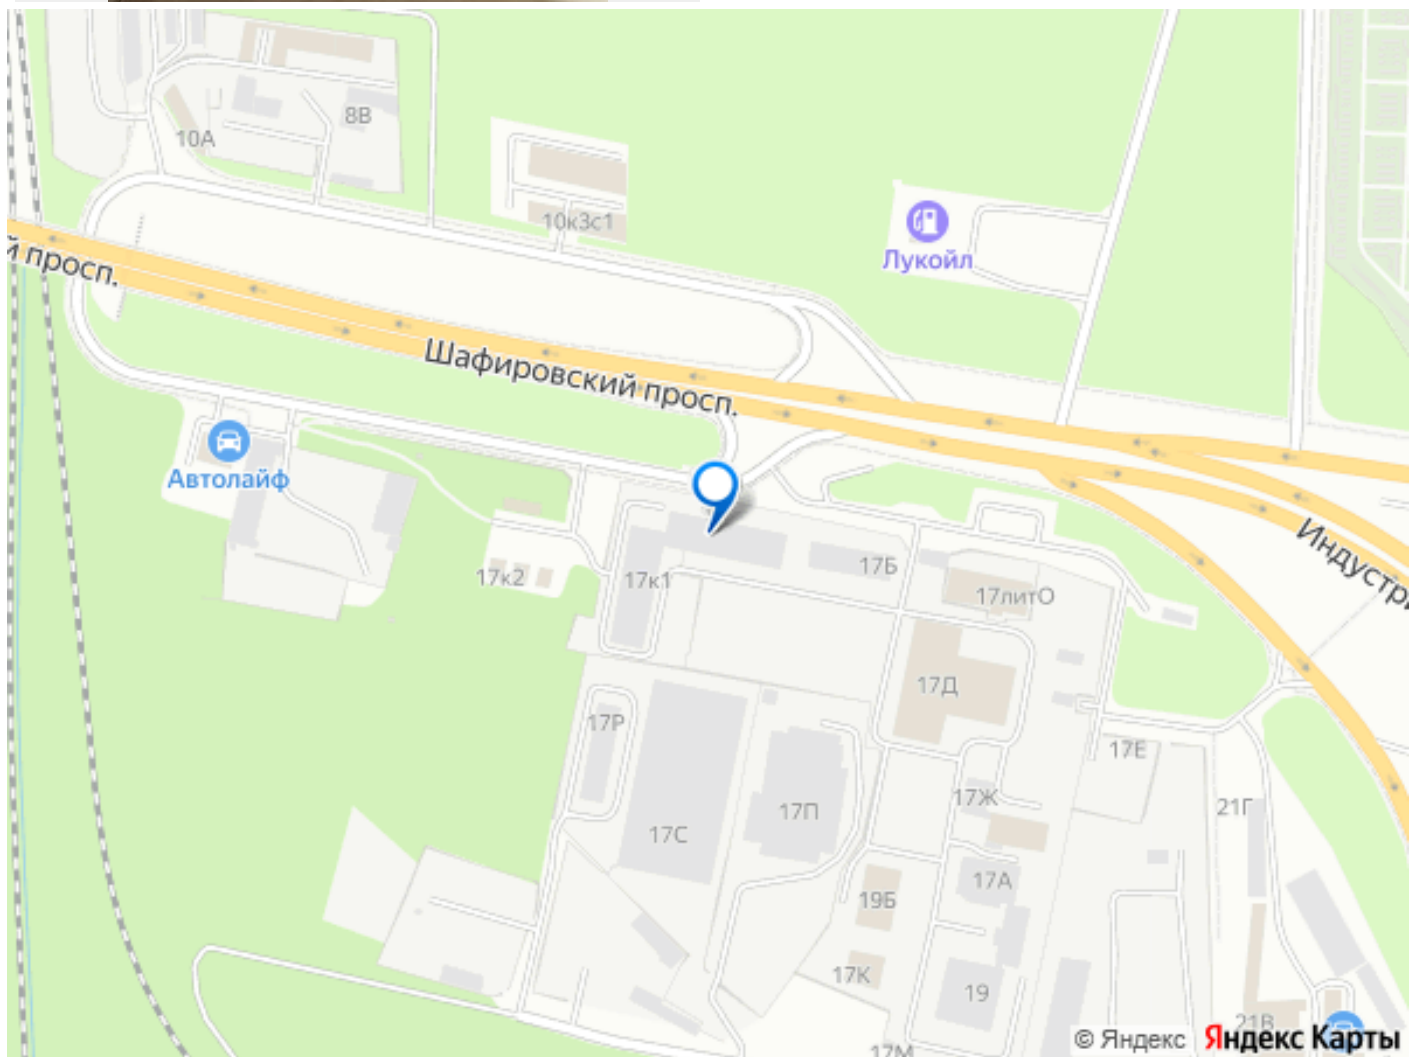 8В
10А
10к3с1
Лукойл
й просп.
Шафировский просп.
Автолайф
Индустри
17к2
17к1
17Б
17литО
17Д
17Р
17Е
17Ж
17П
21Г
17С
17А
19Б
17К
19
21В
17М
© Яндекс Яндекс Карты